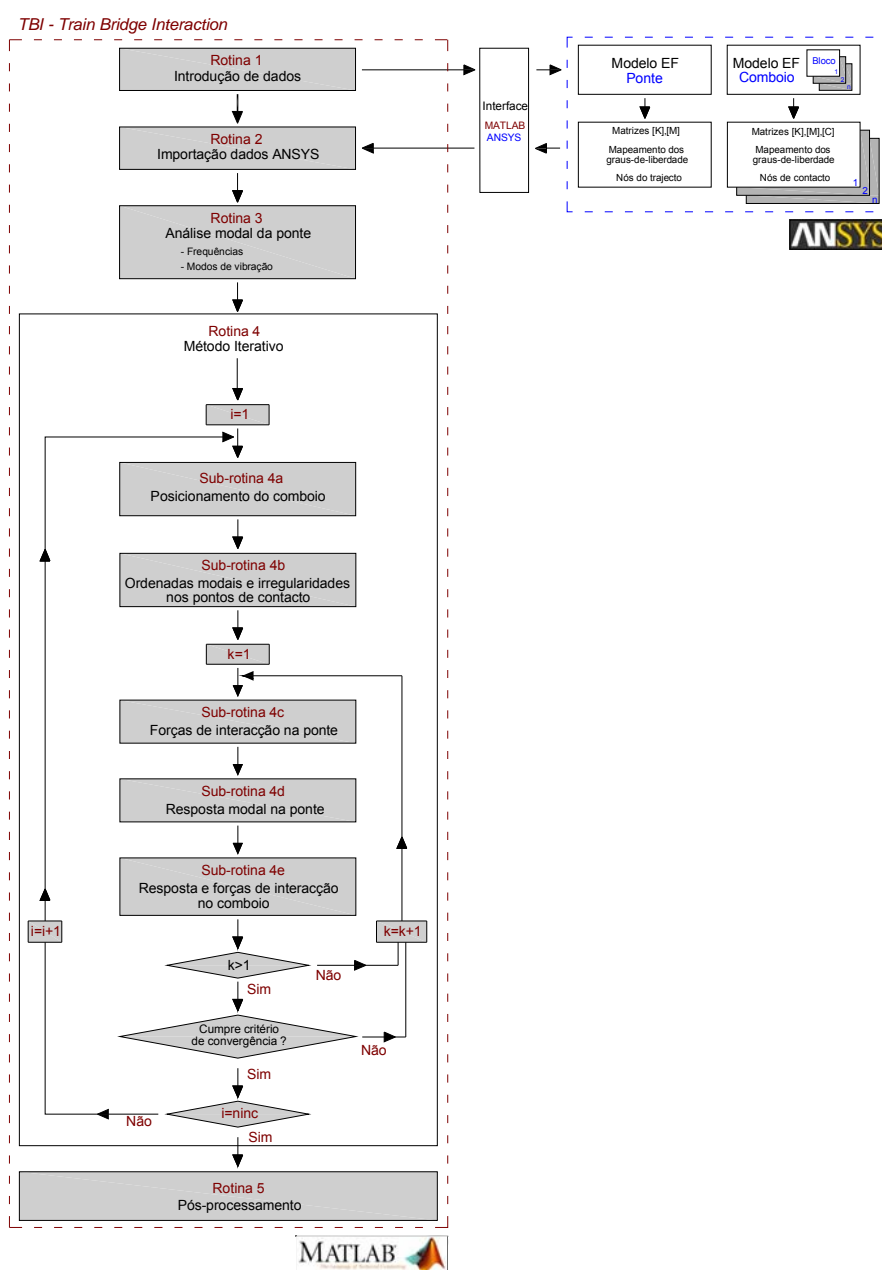 TBI - Train Bridge Interaction
Rotina 1
Introdução de dados
Rotina 2
Importação dados ANSYS
Rotina 3
Análise modal da ponte
- Frequências
- Modos de vibração
Interface
MATLAB
ANSYS
Modelo EF
Ponte
Modelo EF
Comboio
Bloco
1
2
n
Matrizes [K],[M]
Mapeamento dos
graus-de-liberdade
Nós do trajecto
Matrizes [K],[M],[C]
Mapeamento dos
graus-de-liberdade
Nós de contacto
1
2
n
ANSYS
Rotina 4
Método Iterativo
i=1
Sub-rotina 4a
Posicionamento do comboio
Sub-rotina 4b
Ordenadas modais e irregularidades
nos pontos de contacto
k=1
Sub-rotina 4c
Forças de interacção na ponte
Sub-rotina 4d
Resposta modal na ponte
Sub-rotina 4e
Resposta e forças de interacção
no comboio
i=i+1
k=k+1
k>1
Não
Sim
Cumpre critério
de convergência ?
Não
Sim
i=ninc
Não
Sim
Rotina 5
Pós-processamento
MATLAB